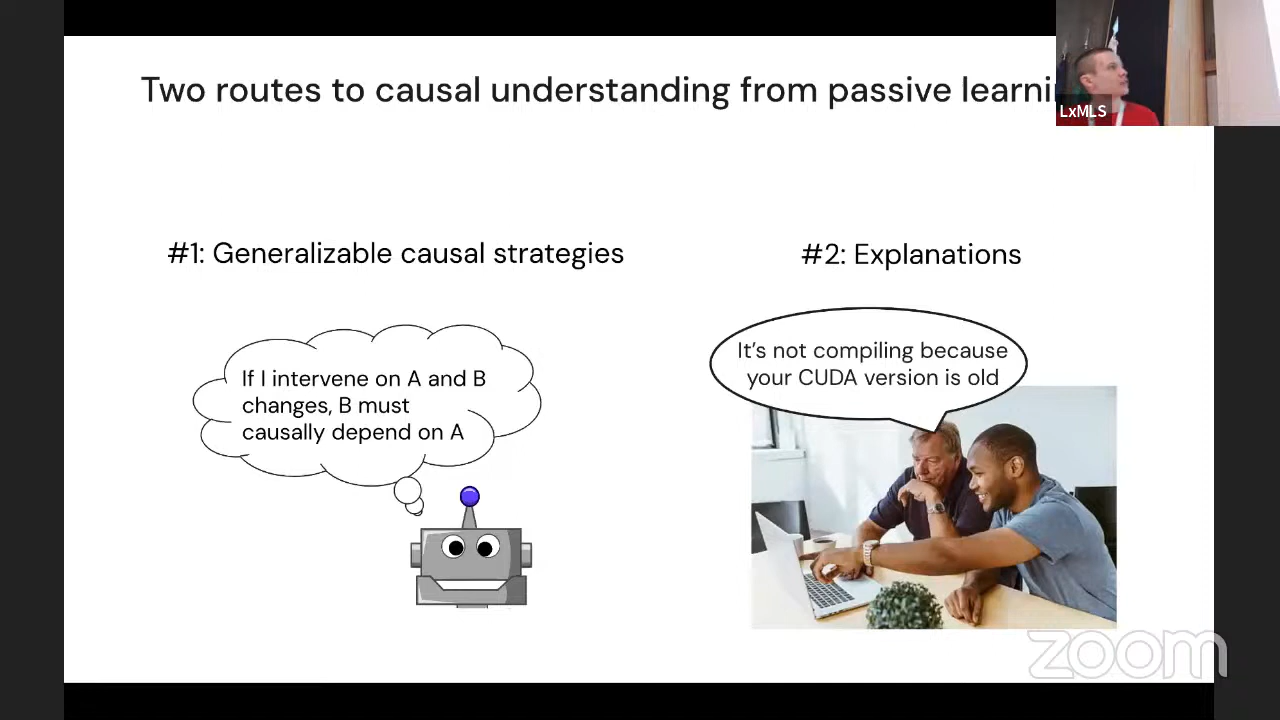 Two routes to causal understanding from passive
LxMLS
#1: Generalizable causal strategies
#2: Explanations
If I intervene on A and B
changes, B must
causally depend on A
It's not compiling because
your CUDA version is old
zoom